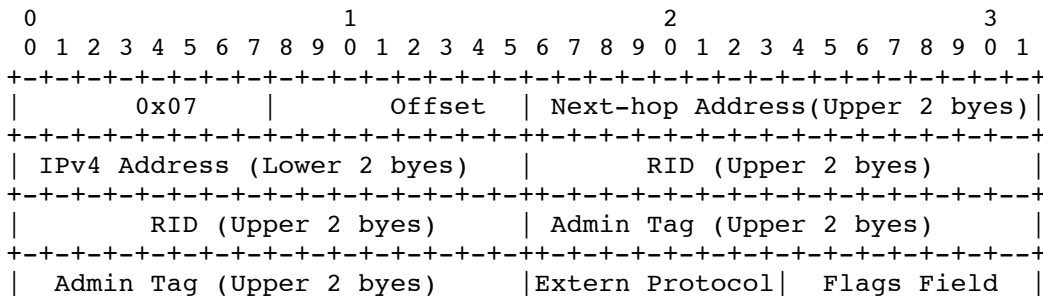 0                   1                   2                   3
0 1 2 3 4 5 6 7 8 9 0 1 2 3 4 5 6 7 8 9 0 1 2 3 4 5 6 7 8 9 0 1
+-+-+-+-+-+-+-+-+-+-+-+-+-+-+-+-+-+-+-+-+-+-+-+-+-+-+-+-+-+-+-+-+
|       0x07    |       Offset  | Next-hop Address(Upper 2 byes)|
+-+-+-+-+-+-+-+-+-+-+-+-+-+-+-+-++-+-+-+-+-+-+-+-+-+-+-+-+-+-+--+
| IPv4 Address (Lower 2 byes)   |       RID (Upper 2 byes)      |
+-+-+-+-+-+-+-+-+-+-+-+-+-+-+-+-++-+-+-+-+-+-+-+-+-+-+-+-+-+-+--+
|        RID (Upper 2 byes)     | Admin Tag (Upper 2 byes)      |
+-+-+-+-+-+-+-+-+-+-+-+-+-+-+-+-++-+-+-+-+-+-+-+-+-+-+-+-+-+-+--+
|  Admin Tag (Upper 2 byes)     |Extern Protocol|  Flags Field  |